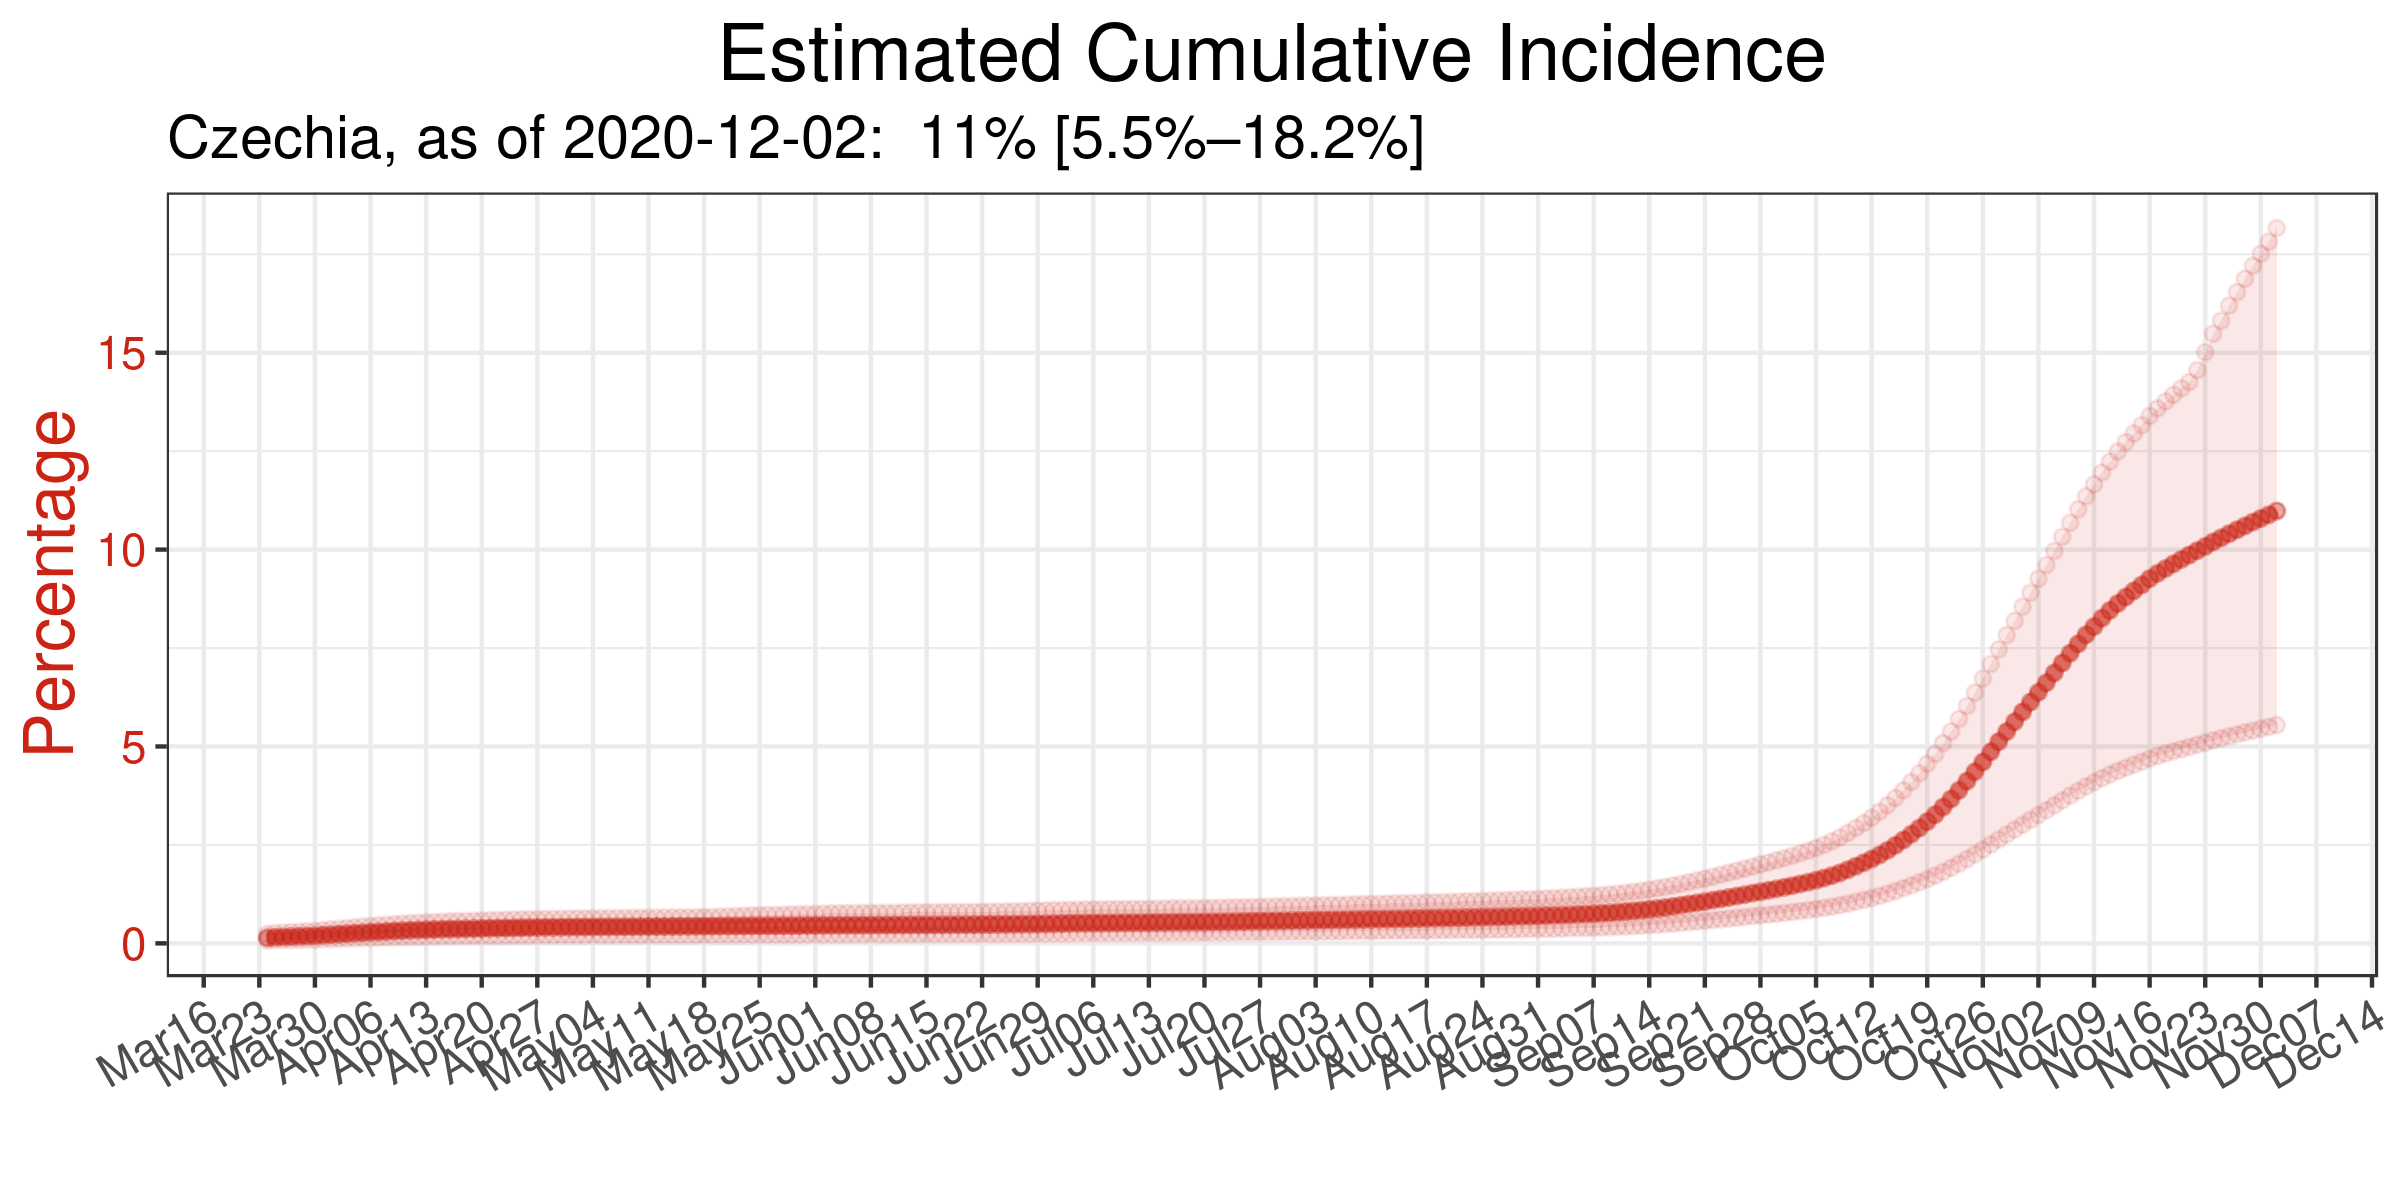 Estimated Cumulative Incidence
Czechia, as of 2020-12-02:  11% [5.5%–18.2%]
Percentage
15
10
5
0
Mar16
Mar23
Mar30
Apr06
Apr13
Apr20
Apr27
May04
May11
May18
May25
Jun01
Jun08
Jun15
Jun22
Jun29
Jul06
Jul13
Jul20
Jul27
Aug03
Aug10
Aug17
Aug24
Aug31
Sep07
Sep14
Sep21
Sep28
Oct05
Oct12
Oct19
Oct26
Nov02
Nov09
Nov16
Nov23
Nov30
Dec07
Dec14